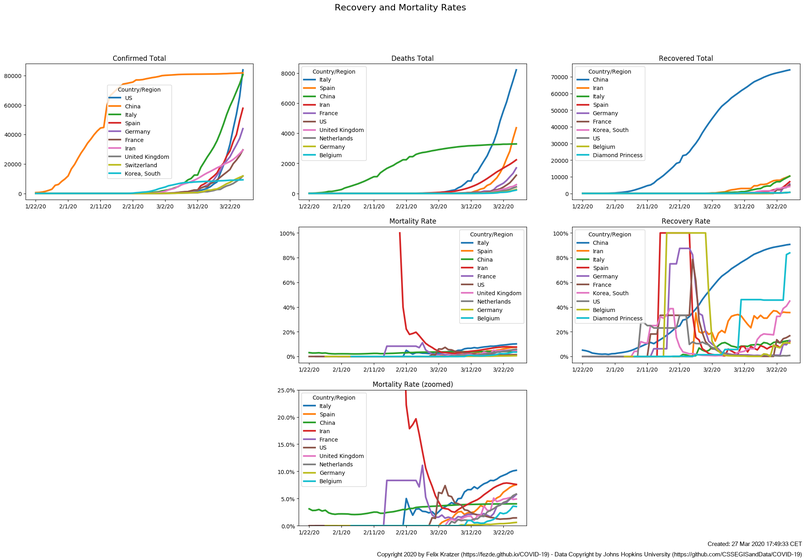 Recovery and Mortality Rates
Confirmed Total
80000
60000
40000
20000
0
1/22/20 2/1/20 2/11/20 2/21/20 3/2/20 3/12/20 3/22/20
Country/Region
US
China
Italy
Spain
Germany
France
Iran
United Kingdom
Switzerland
Korea, South
Deaths Total
8000
6000
4000
2000
0
1/22/20 2/1/20 2/11/20 2/21/20 3/2/20 3/12/20 3/22/20
Country/Region
Italy
Spain
China
Iran
France
US
United Kingdom
Netherlands
Germany
Belgium
Recovered Total
70000
60000
50000
40000
30000
20000
10000
0
1/22/20 2/1/20 2/11/20 2/21/20 3/2/20 3/12/20 3/22/20
Country/Region
China
Iran
Italy
Spain
Germany
France
Korea, South
US
Belgium
Diamond Princess
Mortality Rate
100%
80%
60%
40%
20%
0%
1/22/20 2/1/20 2/11/20 2/21/20 3/2/20 3/12/20 3/22/20
Country/Region
Italy
Spain
China
Iran
France
US
United Kingdom
Netherlands
Germany
Belgium
Recovery Rate
100%
80%
60%
40%
20%
0%
1/22/20 2/1/20 2/11/20 2/21/20 3/2/20 3/12/20 3/22/20
Country/Region
China
Iran
Italy
Spain
Germany
France
Korea, South
US
Belgium
Diamond Princess
Mortality Rate (zoomed)
25.0%
20.0%
15.0%
10.0%
5.0%
0.0%
1/22/20 2/1/20 2/11/20 2/21/20 3/2/20 3/12/20 3/22/20
Country/Region
Italy
Spain
China
Iran
France
US
United Kingdom
Netherlands
Germany
Belgium
Created: 27 Mar 2020 17:49:33 CET
Copyright 2020 by Felix Kratzer (https://fiezde.github.io/COVID-19) - Data Copyright by Johns Hopkins University (https://github.com/CSSEGISandData/COVID-19)